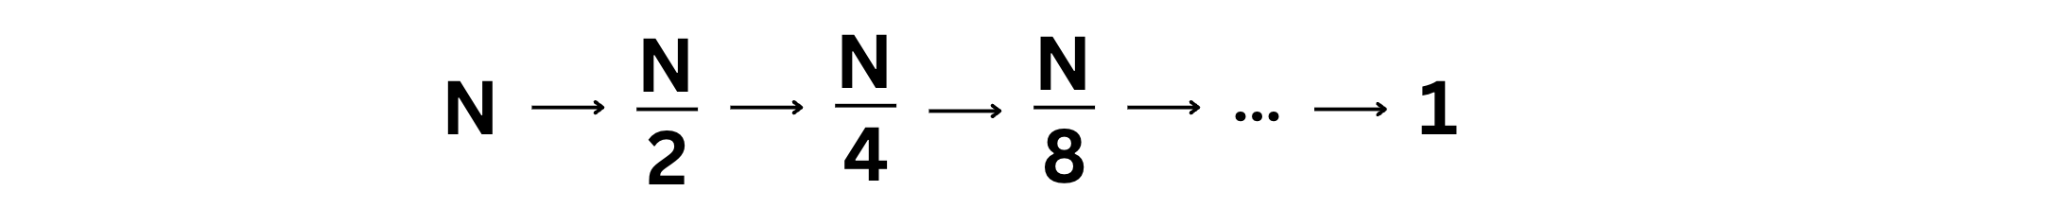 N → N/2 → N/4 → N/8 → ... → 1